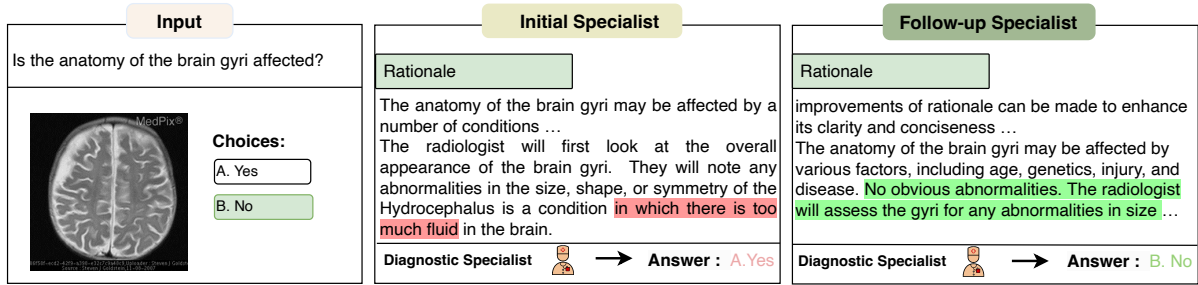 Input
Is the anatomy of the brain gyri affected?
MedPix®
Choices:
A. Yes
B. No
Initial Specialist
Rationale
The anatomy of the brain gyri may be affected by a
number of conditions …
The radiologist will first look at the overall
appearance of the brain gyri. They will note any
abnormalities in the size, shape, or symmetry of the
Hydrocephalus is a condition in which there is too
much fluid in the brain.
Diagnostic Specialist → Answer : A.Yes
Follow-up Specialist
Rationale
improvements of rationale can be made to enhance
its clarity and conciseness …
The anatomy of the brain gyri may be affected by
various factors, including age, genetics, injury, and
disease. No obvious abnormalities. The radiologist
will assess the gyri for any abnormalities in size …
Diagnostic Specialist → Answer : B. No